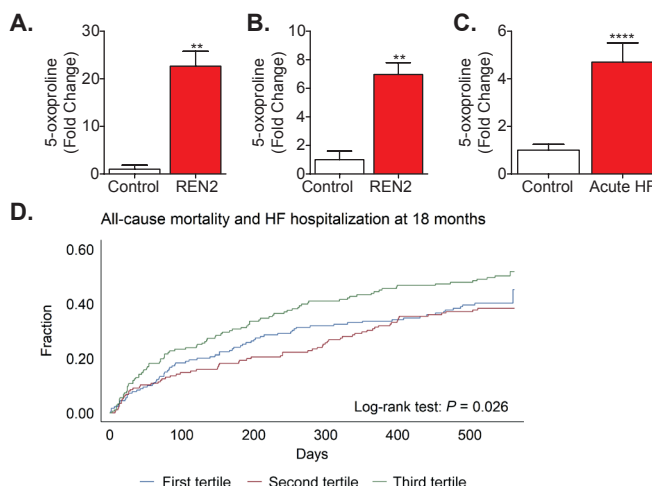 A.
5-oxoproline
(Fold Change)
30
20
10
0
**
Control
REN2
B.
5-oxoproline
(Fold Change)
10
8
6
4
2
0
**
Control
REN2
C.
5-oxoproline
(Fold Change)
6
4
2
0
****
Control
Acute HF
D.
All-cause mortality and HF hospitalization at 18 months
Fraction
0.60
0.40
0.20
0.00
Log-rank test: P = 0.026
0 100 200 300 400 500
Days
First tertile Second tertile Third tertile